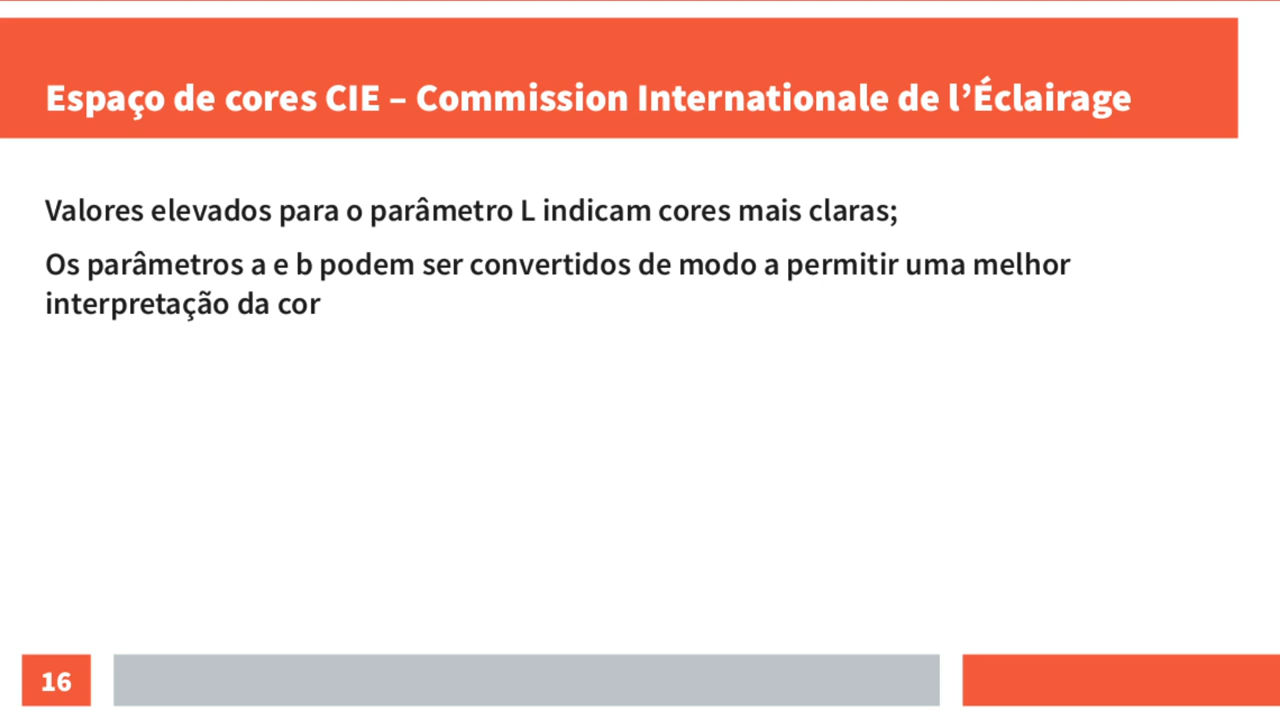 Espaço de cores CIE – Commission Internationale de l’Éclairage
Valores elevados para o parâmetro L indicam cores mais claras;
Os parâmetros a e b podem ser convertidos de modo a permitir uma melhor
interpretação da cor
16